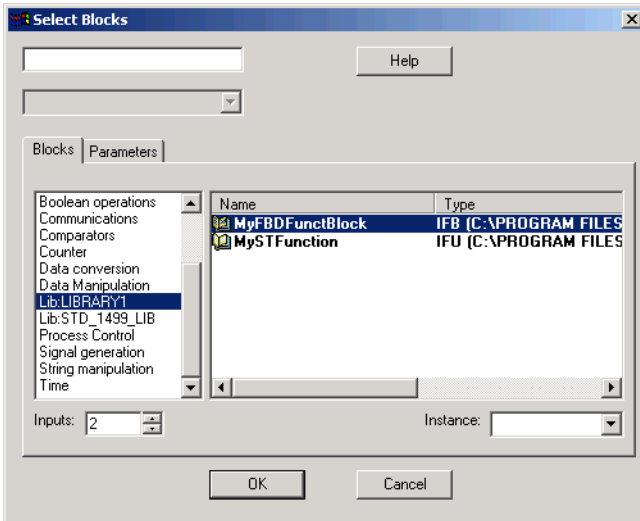 Select Blocks
Help
Blocks
Parameters
Boolean operations
Communications
Comparators
Counter
Data conversion
Data Manipulation
Lib:LIBRARY1
Lib:STD_1499_LIB
Process Control
Signal generation
String manipulation
Time
Name Type
MyFBDFunctBlock IFB (C:\PROGRAM FILES
MySTFunction IFU (C:\PROGRAM FILES
Inputs: 2
Instance:
OK
Cancel